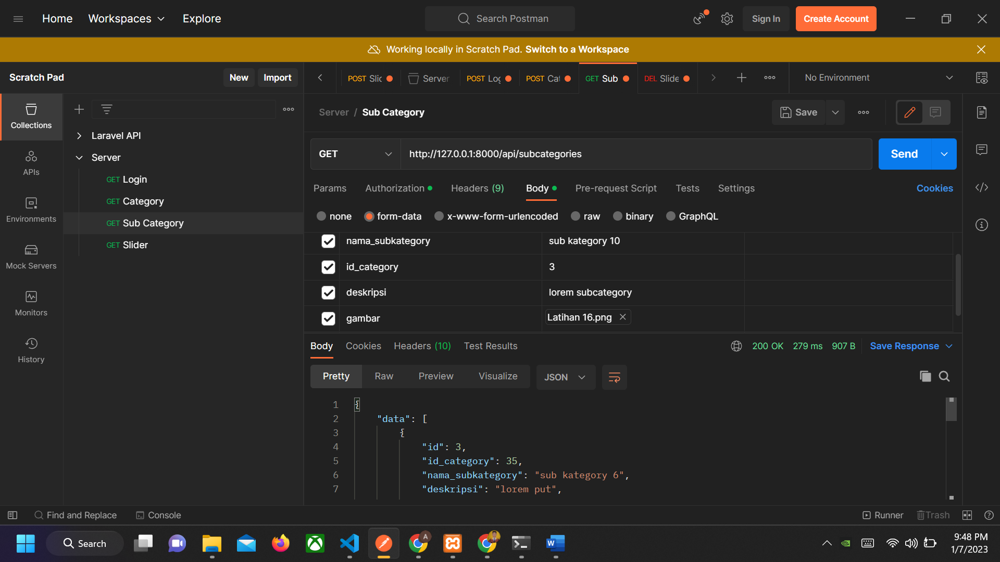 Home Workspaces Explore Search Postman Sign In Create Account
Working locally in Scratch Pad. Switch to a Workspace
Scratch Pad New Import
POST Slid Server POST Log POST Cat GET Sub DEL Slide No Environment
Collections
APIs
Environments
Mock Servers
Monitors
History
Laravel API
Server
GET Login
GET Category
GET Sub Category
GET Slider
Server / Sub Category Save
GET http://127.0.0.1:8000/api/subcategories Send
Params Authorization Headers (9) Body Pre-request Script Tests Settings Cookies
none form-data x-www-form-urlencoded raw binary GraphQL
nama_subkategory sub kategory 10
id_category 3
deskripsi lorem subcategory
gambar Latihan 16.png
Body Cookies Headers (10) Test Results 200 OK 279 ms 907 B Save Response
Pretty Raw Preview Visualize JSON
1 {
2 "data": [
3 {
4 "id": 3,
5 "id_category": 35,
6 "nama_subkategory": "sub kategory 6",
7 "deskripsi": "lorem put",
Find and Replace Console Runner Trash
Search A W 9:48 PM
1/7/2023